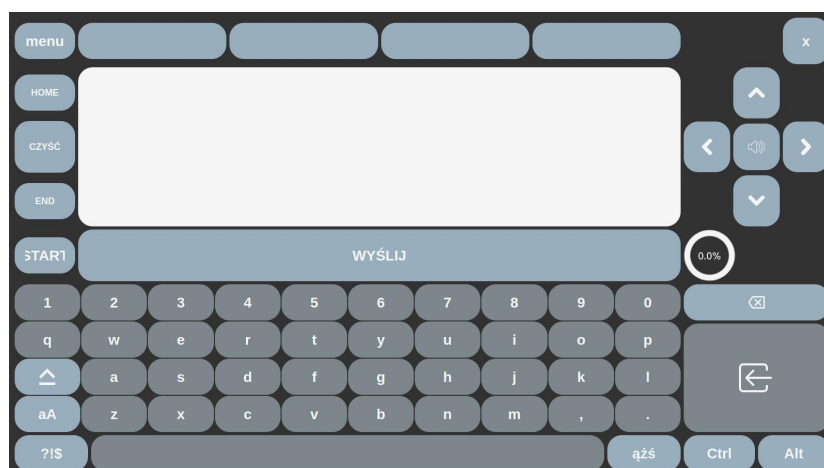 menu x
HOME
CZYŚĆ
END
START WYŚLIJ 0.0%
1 2 3 4 5 6 7 8 9 0
q w e r t y u i o p
a s d f g h j k l
aA z x c v b n m , .
?!$ ążś Ctrl Alt